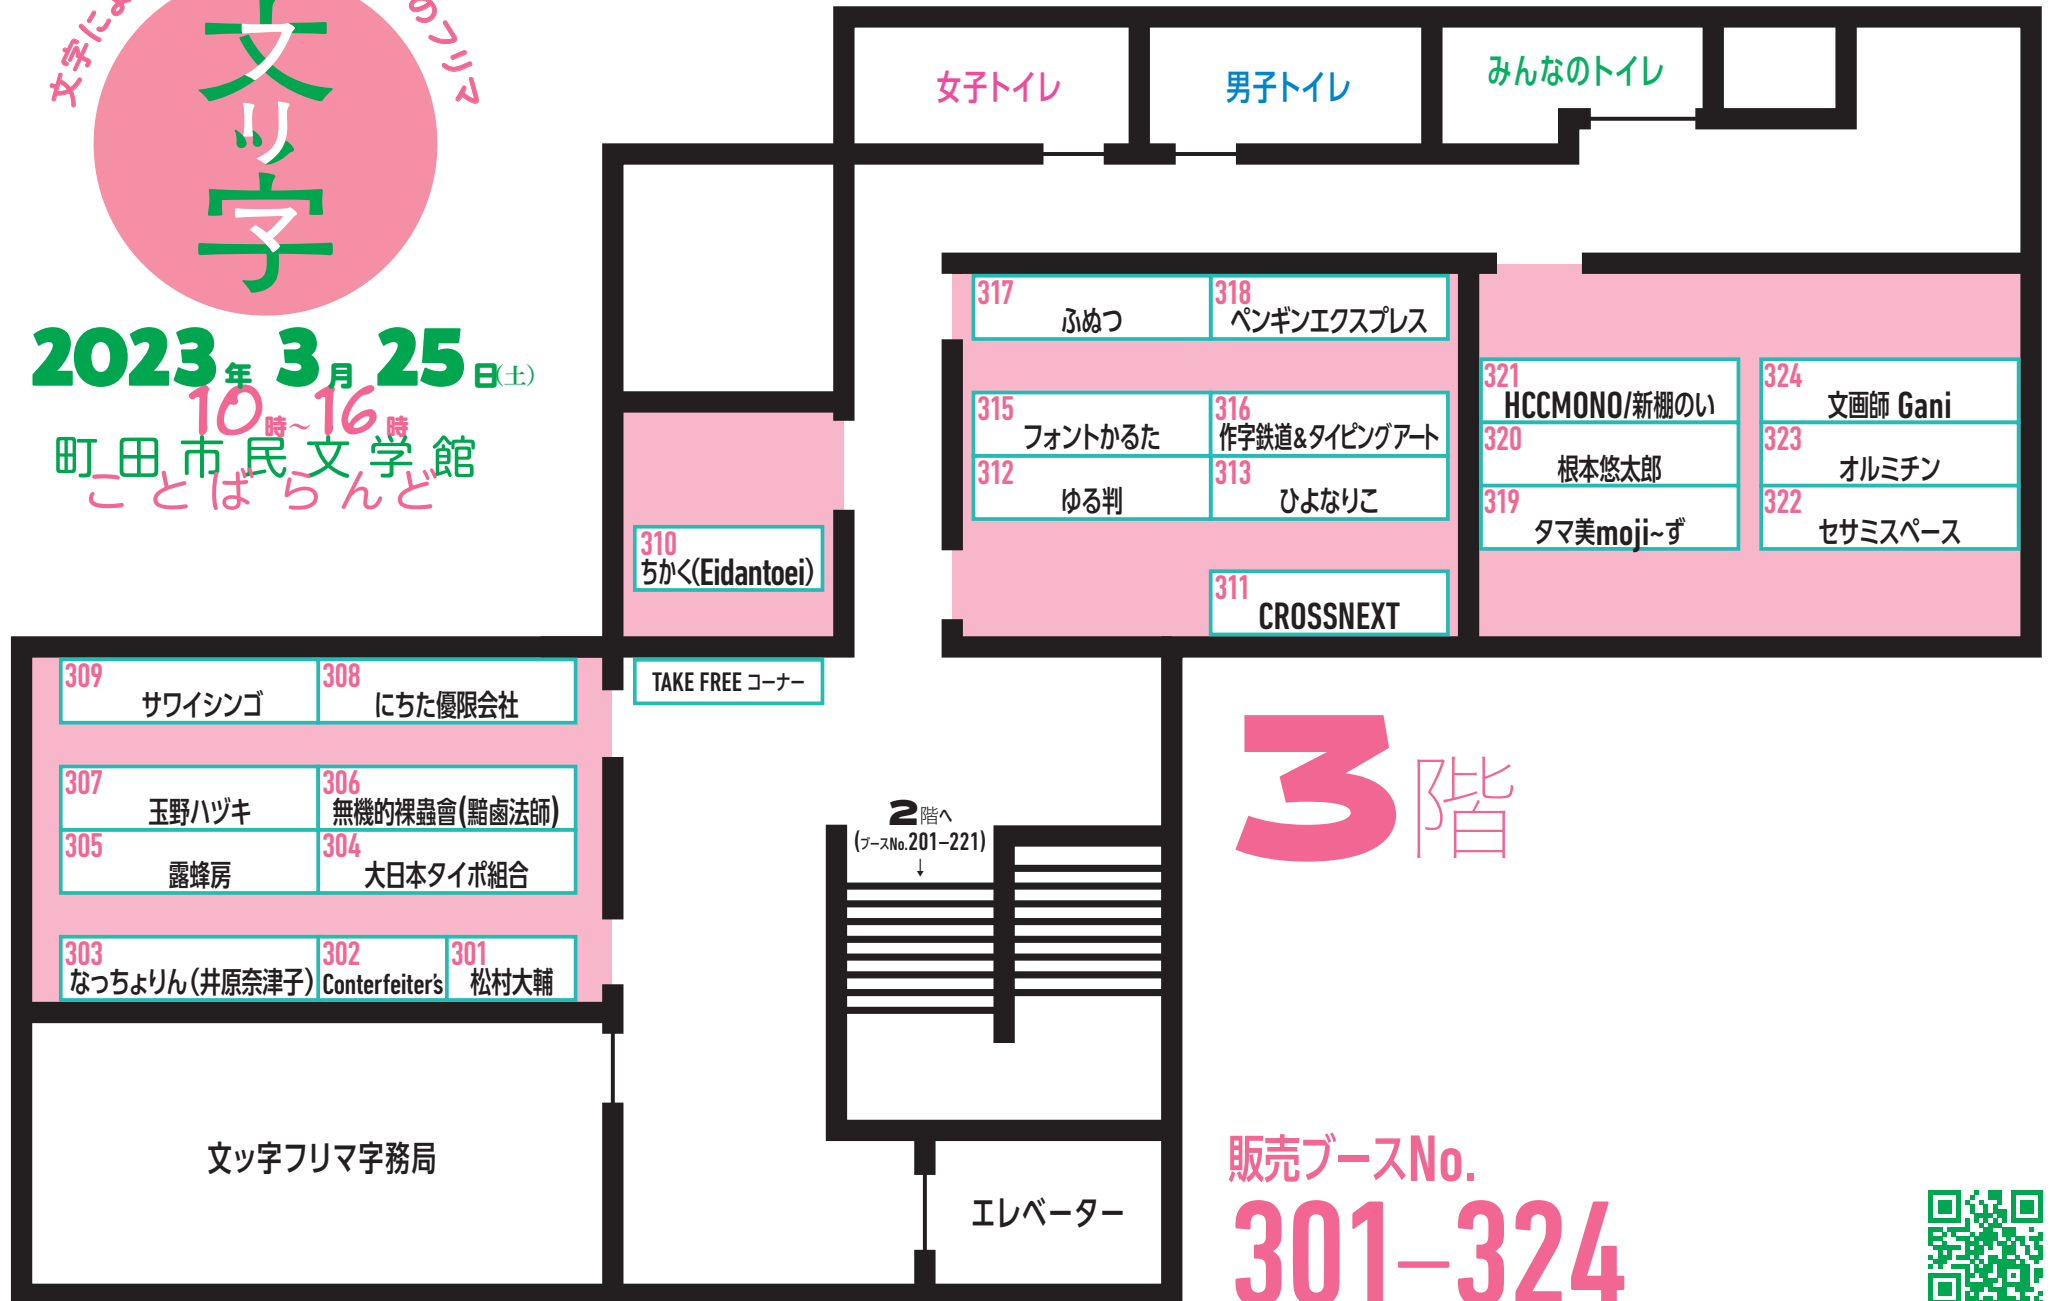 文字によ
のフリマ
文ッ字
フリマ
2023年 3月 25日(土)
10時~16時
町田市民文学館
ことばらんど
女子トイレ
男子トイレ
みんなのトイレ
317
ふぬつ
318
ペンギンエクスプレス
315
フォントかるた
316
作字鉄道&タイピングアート
312
ゆる判
313
ひよなりこ
311
CROSSNEXT
321
HCCMONO/新棚のい
320
根本悠太郎
319
タマ美moji~ず
324
文画師 Gani
323
オルミチン
322
セサミスペース
310
ちかく(Eidantoei)
TAKE FREE コーナー
309
サワイシンゴ
308
にちた優限会社
307
玉野ハヅキ
306
無機的裸蟲會(黯鹵法師)
305
露蜂房
304
大日本タイポ組合
303
なっちょりん(井原奈津子)
302
Conterfeiter's
301
松村大輔
2階へ
(ブースNo.201–221)
↓
3階
文ッ字フリマ字務局
エレベーター
販売ブースNo.
301–324